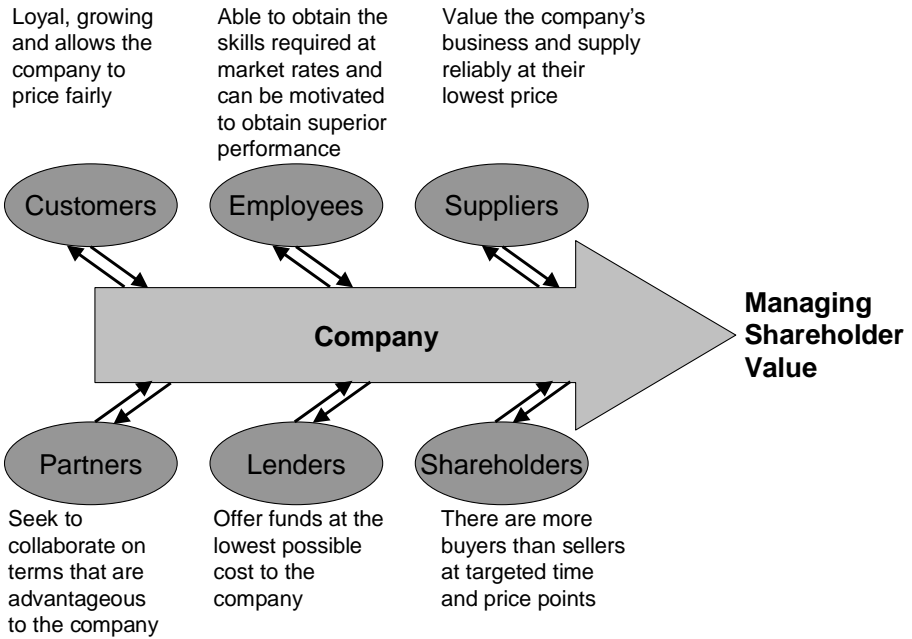 Loyal, growing
and allows the
company to
price fairly
Able to obtain the
skills required at
market rates and
can be motivated
to obtain superior
performance
Value the company's
business and supply
reliably at their
lowest price
Customers
Employees
Suppliers
Company
Managing
Shareholder
Value
Partners
Lenders
Shareholders
Seek to
collaborate on
terms that are
advantageous
to the company
Offer funds at the
lowest possible
cost to the
company
There are more
buyers than sellers
at targeted time
and price points